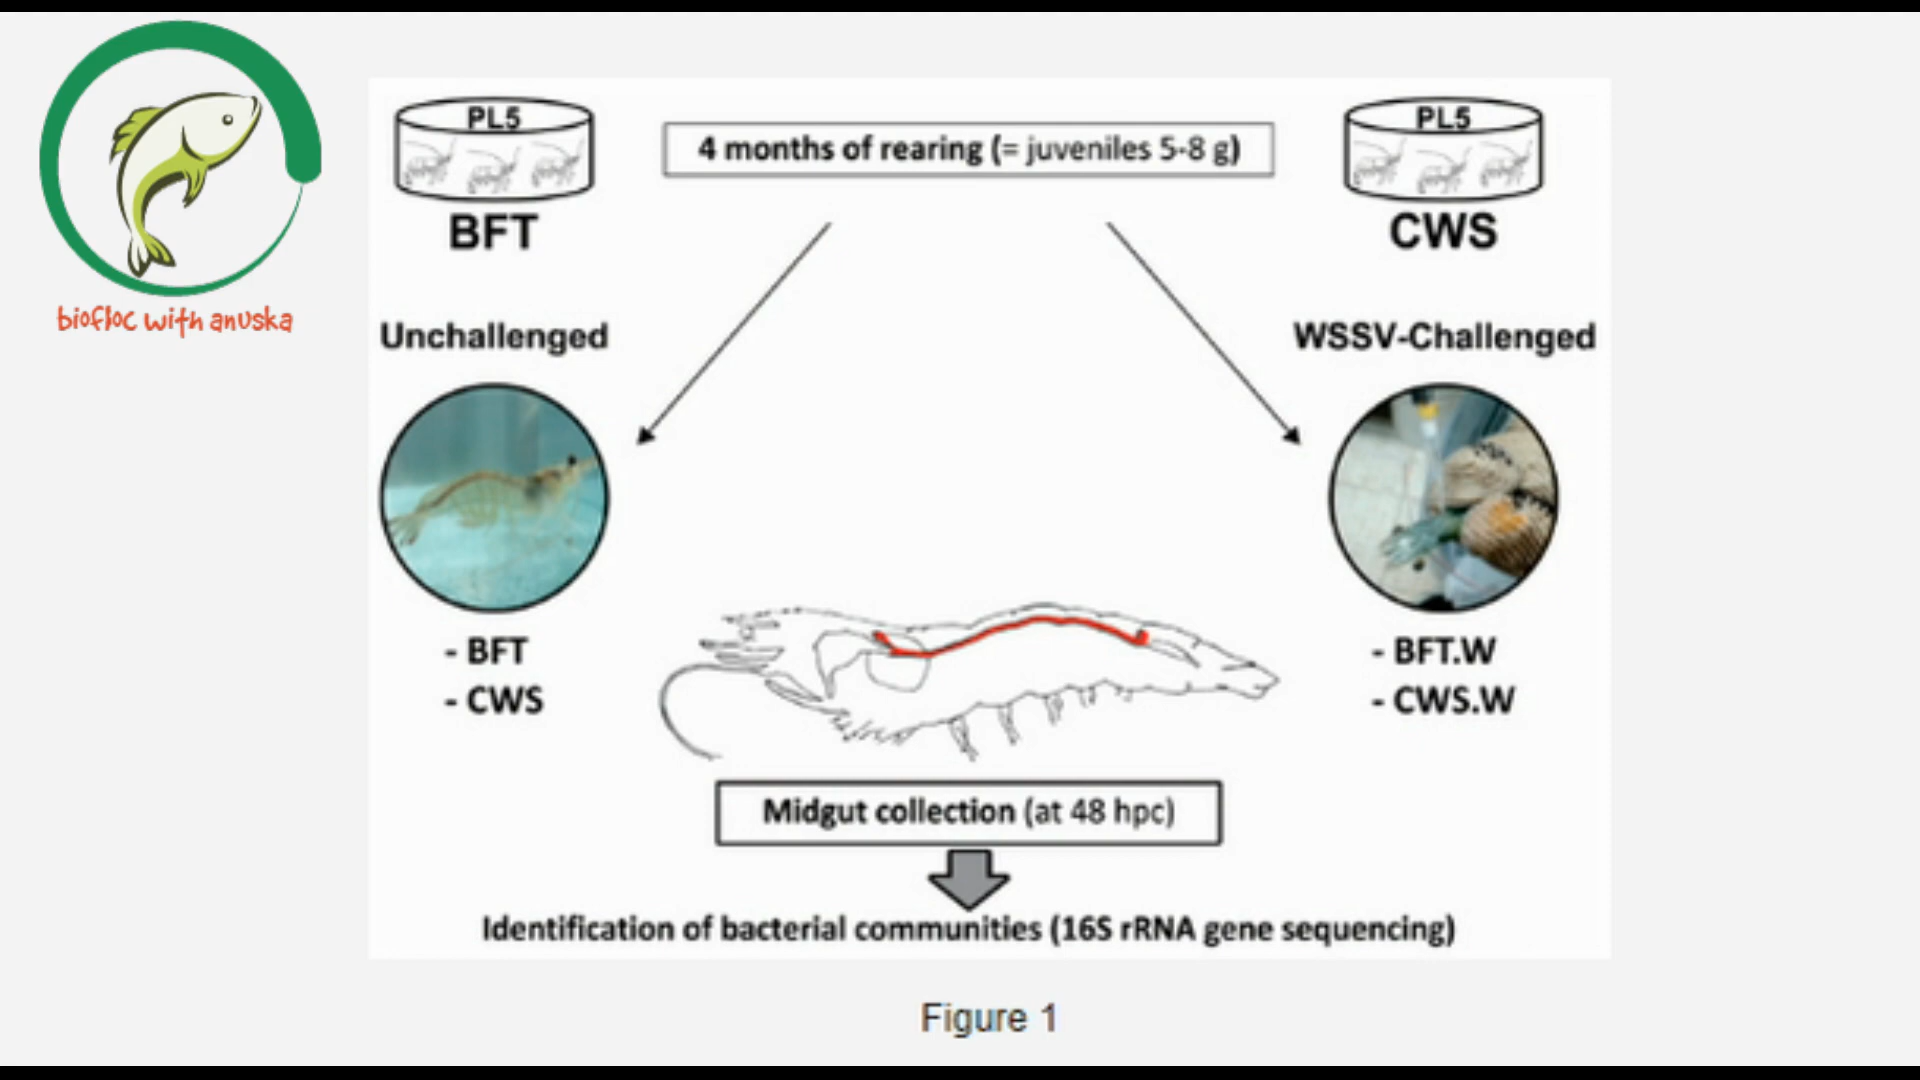 biofloc with anuska
PL5
BFT
4 months of rearing (= juveniles 5-8 g)
PL5
CWS
Unchallenged
WSSV-Challenged
- BFT
- CWS
- BFT.W
- CWS.W
Midgut collection (at 48 hpc)
Identification of bacterial communities (16S rRNA gene sequencing)
Figure 1